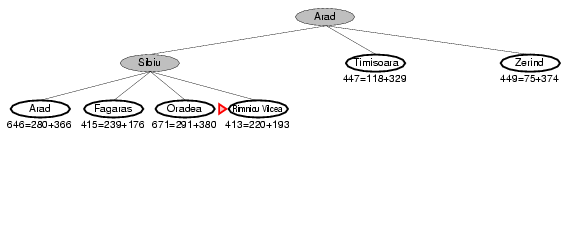 Arad
Sibiu
Timisoara
Zerind
447=118+329
449=75+374
Arad
Fagaras
Oradea
Rimnicu Vilcea
646=280+366
415=239+176
671=291+380
413=220+193